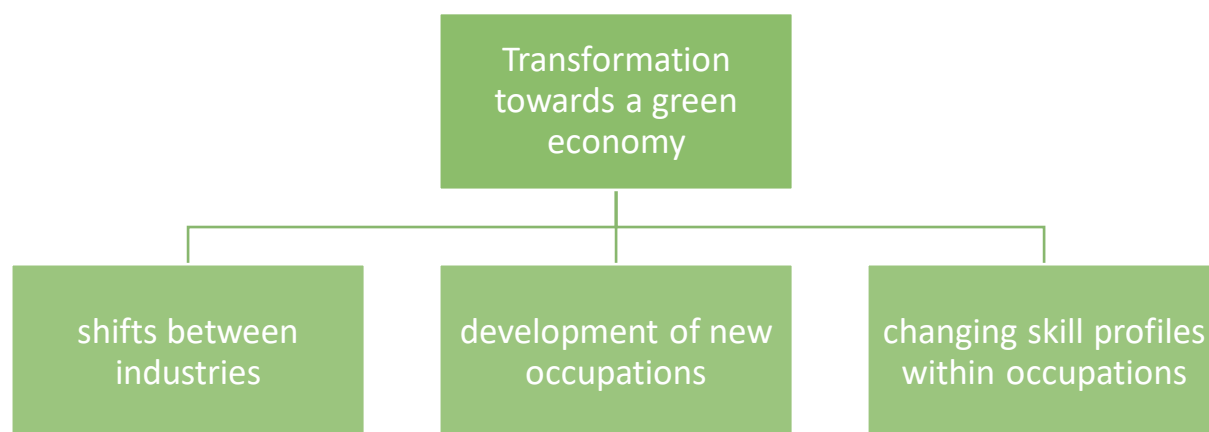 Transformation
towards a green
economy
shifts between
industries
development of new
occupations
changing skill profiles
within occupations